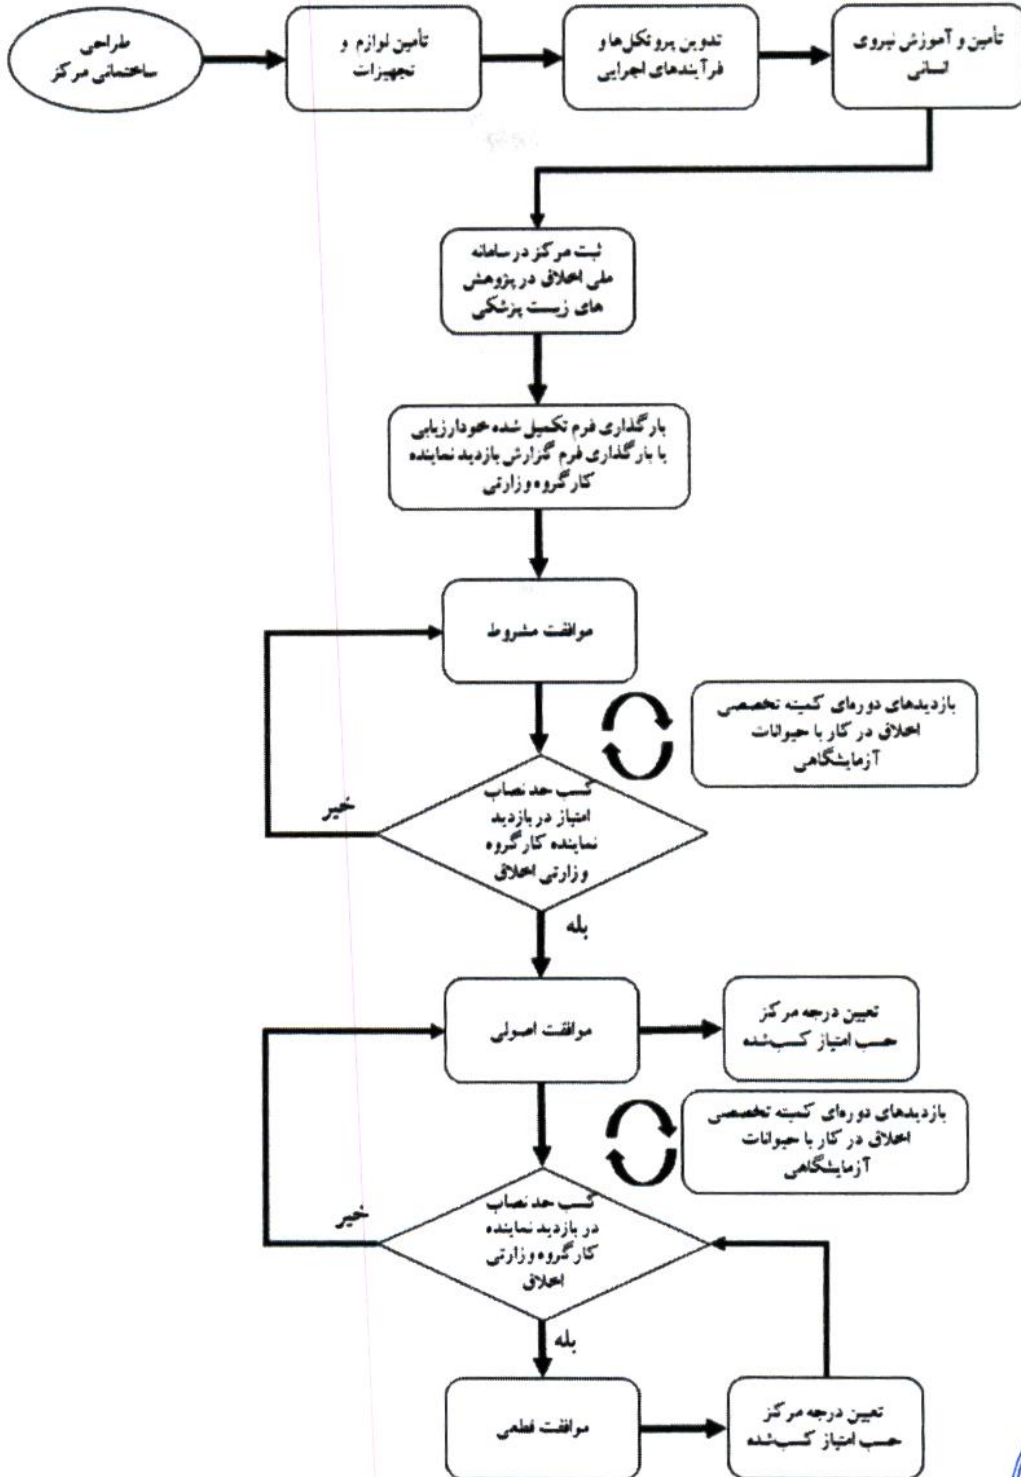 طراحی
ساختمانی مرکز
تأمین لوازم و
تجهیزات
تدوین پروتکل‌ها و
فرآیندهای اجرایی
تأمین و آموزش نیروی
انسانی
ثبت مرکز در سامانه
ملی اخلاق در پژوهش
های زیست پزشکی
بارگذاری فرم تکمیل شده خودارزیابی
با بارگذاری فرم گزارش بازدید نماینده
کارگروه وزارتی
موافقت مشروط
بازدیدهای دوره‌ای کمیته تخصصی
اخلاق در کار با حیوانات
آزمایشگاهی
کسب حد نصاب
امتیاز در بازدید
نماینده کارگروه
وزارتی اخلاق
خیر
بله
موافقت اصولی
تعیین درجه مرکز
حسب امتیاز کسب‌شده
بازدیدهای دوره‌ای کمیته تخصصی
اخلاق در کار با حیوانات
آزمایشگاهی
کسب حد نصاب
در بازدید نماینده
کارگروه وزارتی
اخلاق
خیر
بله
موافقت قطعی
تعیین درجه مرکز
حسب امتیاز کسب‌شده